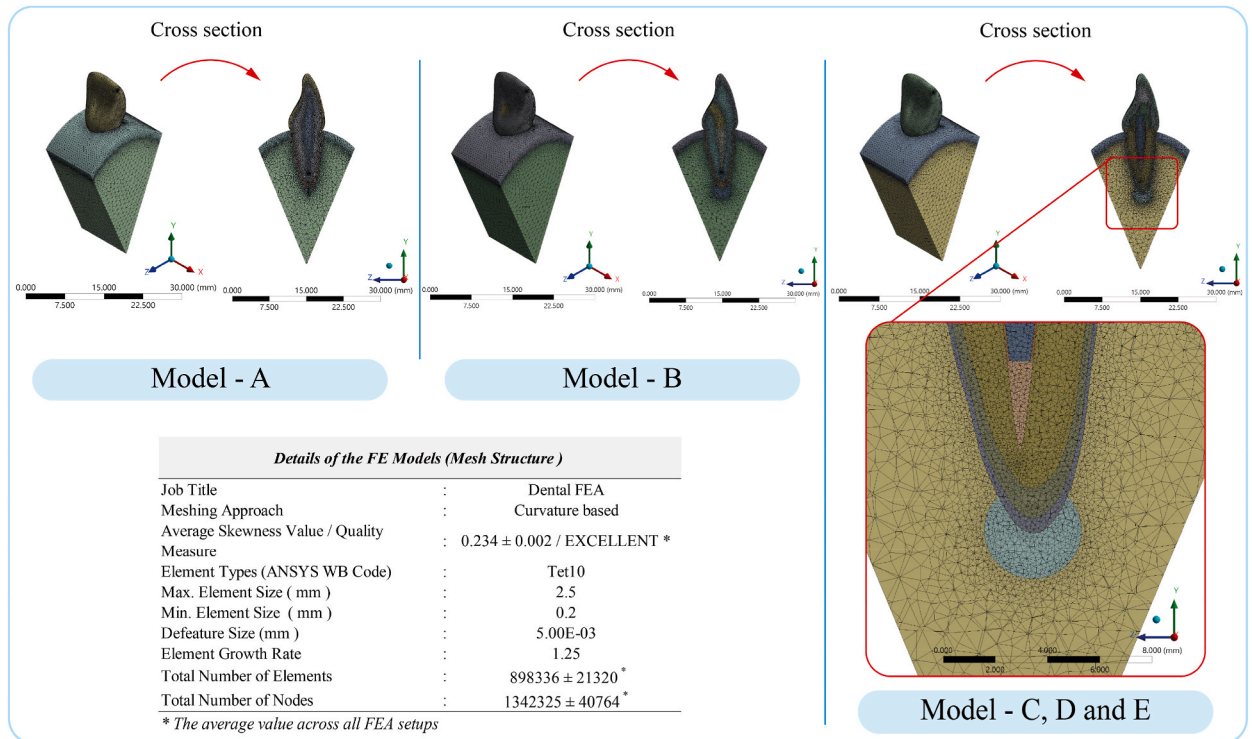 Cross section
Cross section
Cross section
Y
Z
X
Y
Z
X
0.000
15.000
30.000 (mm)
7.500
22.500
0.000
15.000
30.000 (mm)
7.500
22.500
Y
Z
X
Y
Z
X
0.000
15.000
30.000 (mm)
7.500
22.500
0.000
15.000
30.000 (mm)
7.500
22.500
Y
Z
X
Y
Z
X
0.000
15.000
30.000 (mm)
7.500
22.500
0.000
15.000
30.000 (mm)
7.500
22.500
Model - A
Model - B
Details of the FE Models (Mesh Structure )
Job Title : Dental FEA
Meshing Approach : Curvature based
Average Skewness Value / Quality
Measure : 0.234 ± 0.002 / EXCELLENT *
Element Types (ANSYS WB Code) : Tet10
Max. Element Size ( mm ) : 2.5
Min. Element Size ( mm ) : 0.2
Defeature Size (mm ) : 5.00E-03
Element Growth Rate : 1.25
Total Number of Elements : 898336 ± 21320 *
Total Number of Nodes : 1342325 ± 40764 *
* The average value across all FEA setups
Y
0.000
4.000
8.000 (mm)
2.000
6.000
Model - C, D and E